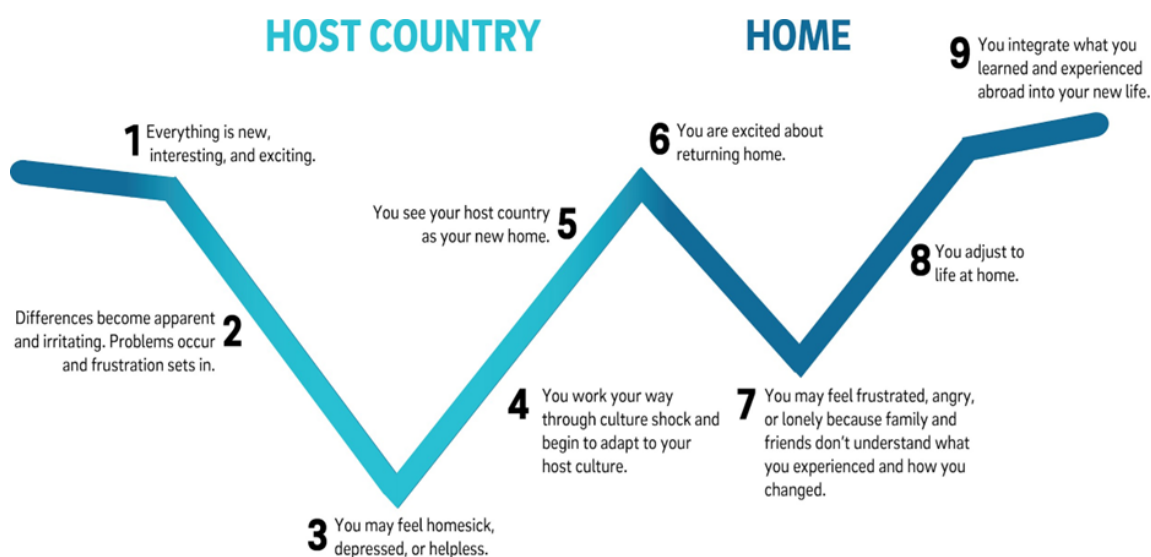 HOST COUNTRY
HOME
1 Everything is new,
interesting, and exciting.
Differences become apparent
and irritating. Problems occur 2
and frustration sets in.
3 You may feel homesick,
depressed, or helpless.
4 You work your way
through culture shock and
begin to adapt to your
host culture.
You see your host country
as your new home. 5
6 You are excited about
returning home.
7 You may feel frustrated, angry,
or lonely because family and
friends don’t understand what
you experienced and how you
changed.
8 You adjust to
life at home.
9 You integrate what you
learned and experienced
abroad into your new life.